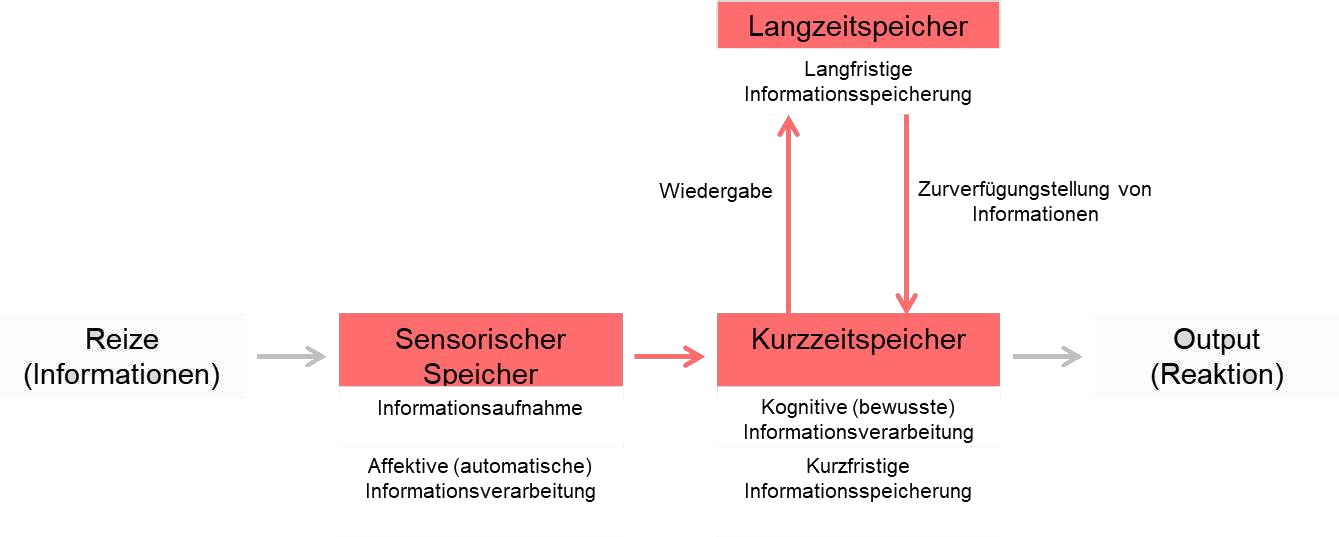 Langzeitspeicher
Langfristige
Informationsspeicherung
Wiedergabe
Zurverfügungstellung von
Informationen
Reize
(Informationen)
Sensorischer
Speicher
Informationsaufnahme
Affektive (automatische)
Informationsverarbeitung
Kurzzeitspeicher
Kognitive (bewusste)
Informationsverarbeitung
Kurzfristige
Informationsspeicherung
Output
(Reaktion)